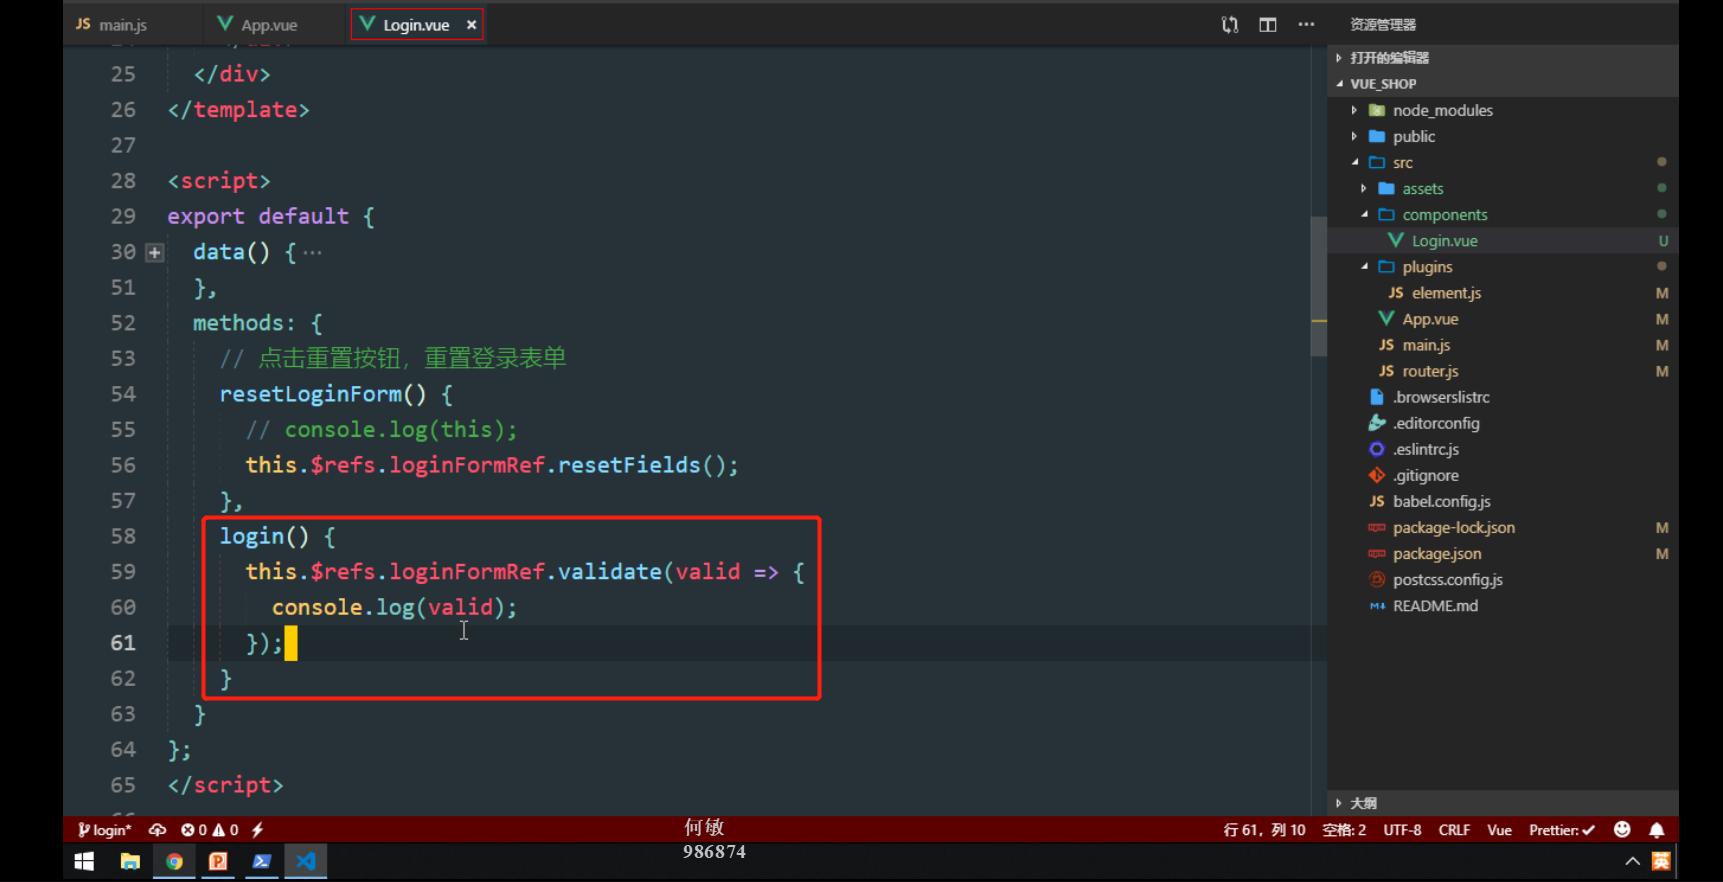 JS main.js App.vue Login.vue × ··· 资源管理器
25 </div>
26 </template>
27
28 <script>
29 export default {
30 data() { ···
51 },
52 methods: {
53 // 点击重置按钮，重置登录表单
54 resetLoginForm() {
55 // console.log(this);
56 this.$refs.loginFormRef.resetFields();
57 },
58 login() {
59 this.$refs.loginFormRef.validate(valid => {
60 console.log(valid);
61 });
62 }
63 }
64 };
65 </script>
打开的编辑器
VUE_SHOP
node_modules
public
src
assets
components
Login.vue U
plugins
JS element.js M
App.vue M
JS main.js M
JS router.js M
.browserslistrc
.editorconfig
.eslintrc.js
.gitignore
JS babel.config.js
package-lock.json M
package.json M
postcss.config.js
README.md
大纲
login* 0 0 何敏 行 61，列 10 空格: 2 UTF-8 CRLF Vue Prettier: ✓
986874
英